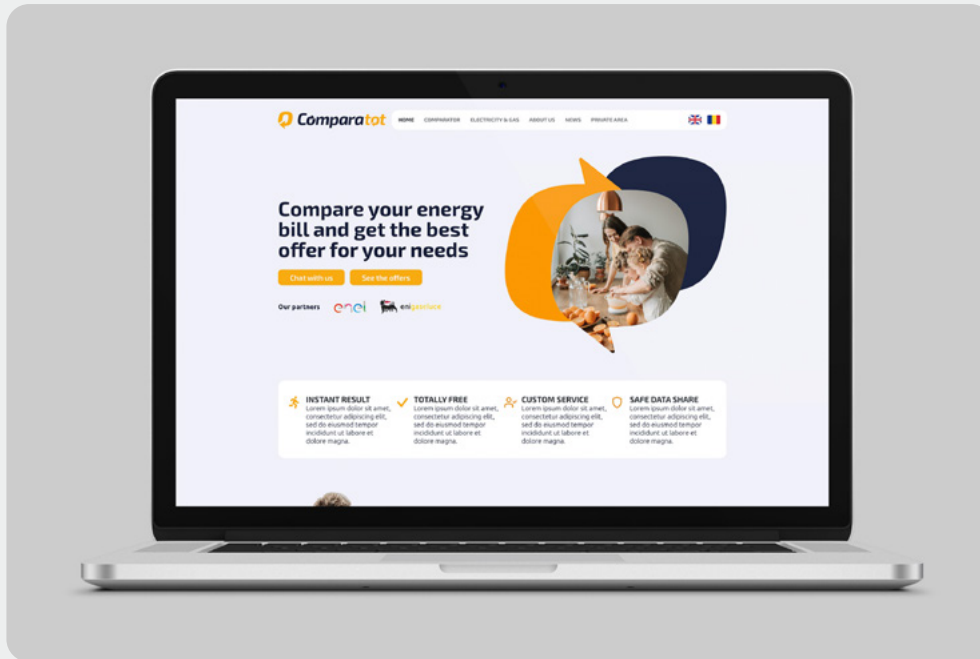 Comparatot
HOME COMPARATOR ELECTRICITY & GAS ABOUT US NEWS PRIVATE AREA
Compare your energy
bill and get the best
offer for your needs
Chat with us
See the offers
Our partners
enel
eni gas e luce
INSTANT RESULT
Lorem ipsum dolor sit amet,
consectetur adipiscing elit,
sed do eiusmod tempor
incididunt ut labore et
dolore magna.
TOTALLY FREE
Lorem ipsum dolor sit amet,
consectetur adipiscing elit,
sed do eiusmod tempor
incididunt ut labore et
dolore magna.
CUSTOM SERVICE
Lorem ipsum dolor sit amet,
consectetur adipiscing elit,
sed do eiusmod tempor
incididunt ut labore et
dolore magna.
SAFE DATA SHARE
Lorem ipsum dolor sit amet,
consectetur adipiscing elit,
sed do eiusmod tempor
incididunt ut labore et
dolore magna.